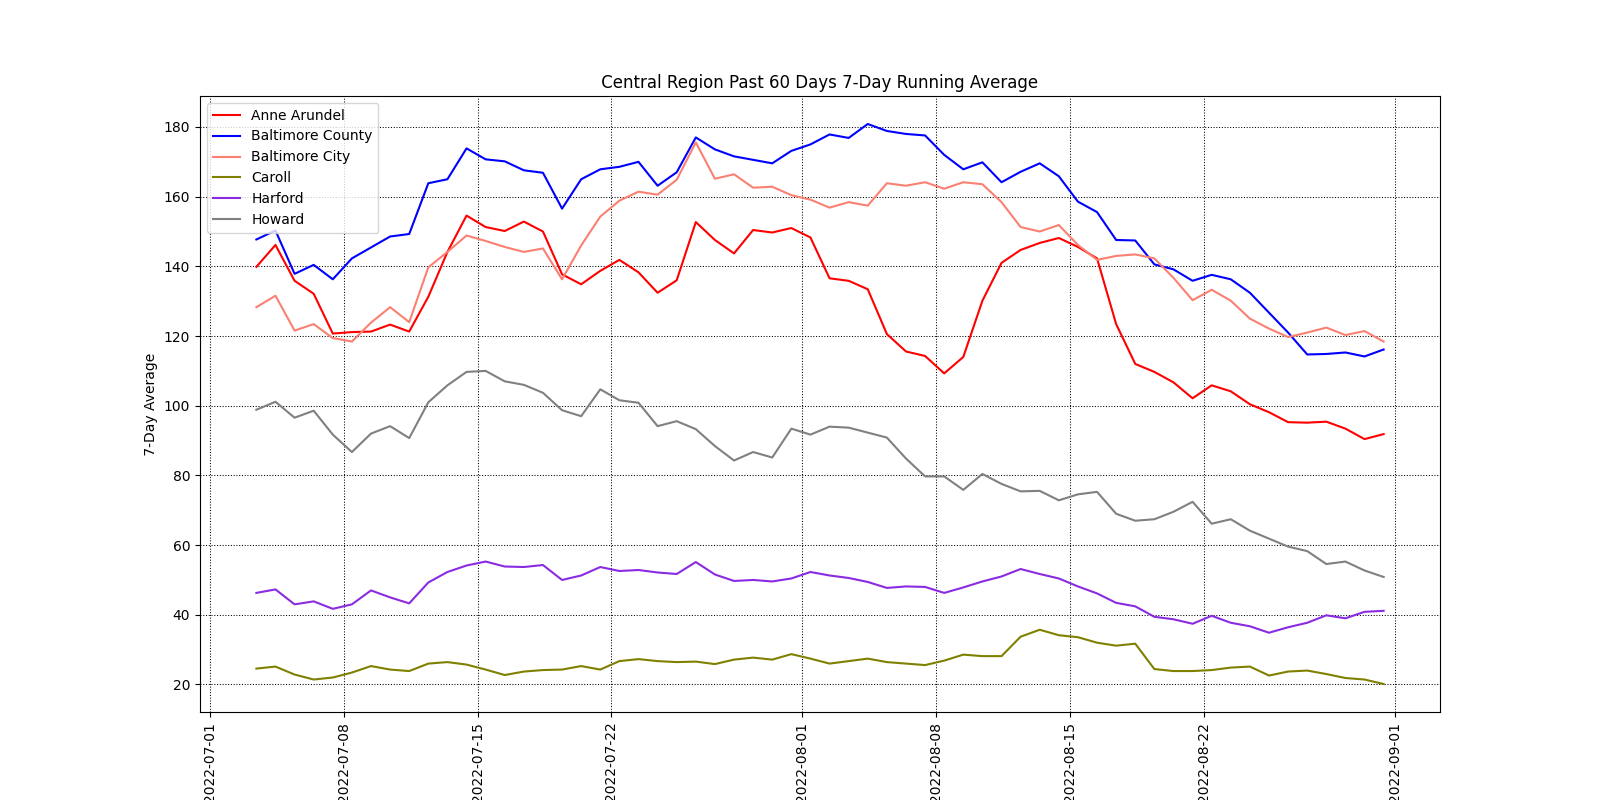 Central Region Past 60 Days 7-Day Running Average
Anne Arundel
Baltimore County
Baltimore City
Caroll
Harford
Howard
7-Day Average
180
160
140
120
100
80
60
40
20
2022-07-01
2022-07-08
2022-07-15
2022-07-22
2022-08-01
2022-08-08
2022-08-15
2022-08-22
2022-09-01